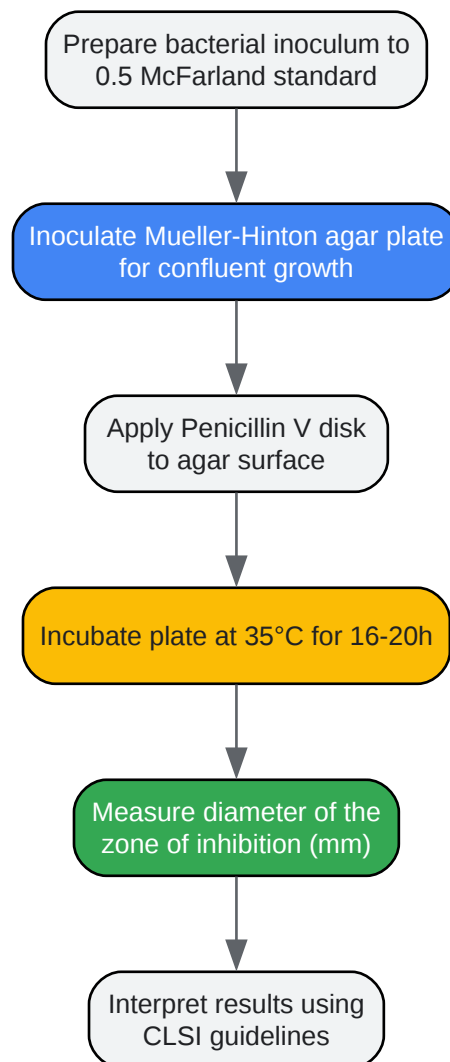 Prepare bacterial inoculum to
0.5 McFarland standard
Inoculate Mueller-Hinton agar plate
for confluent growth
Apply Penicillin V disk
to agar surface
Incubate plate at 35°C for 16-20h
Measure diameter of the
zone of inhibition (mm)
Interpret results using
CLSI guidelines